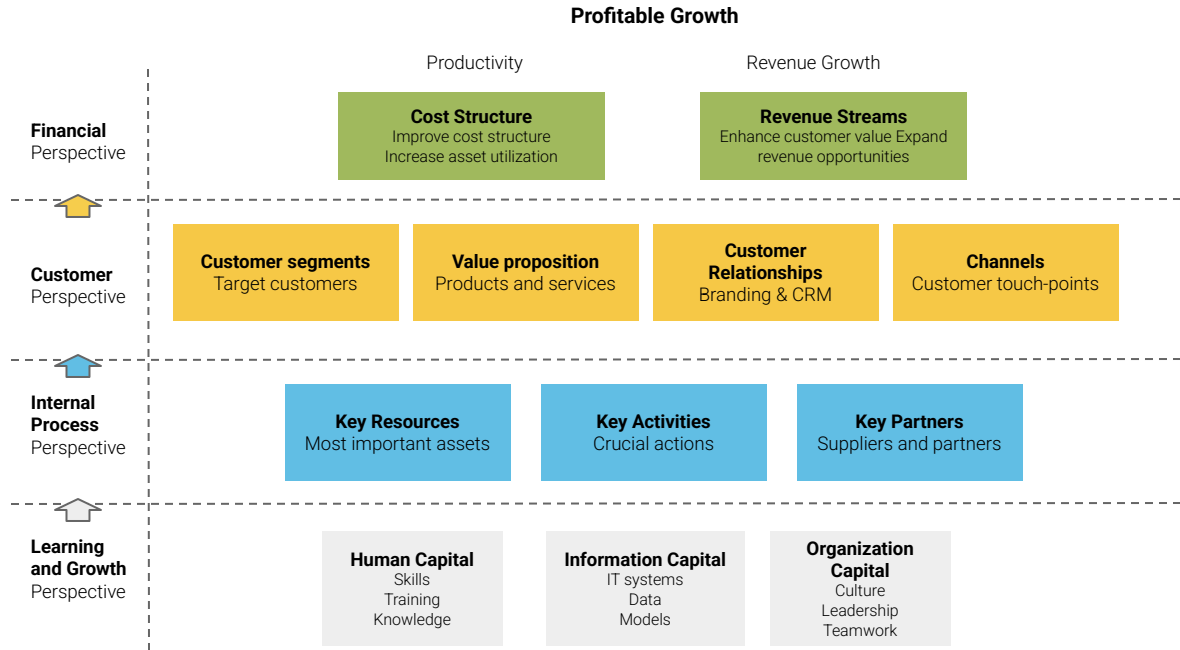 Profitable Growth
Productivity
Revenue Growth
Financial
Perspective
Cost Structure
Improve cost structure
Increase asset utilization
Revenue Streams
Enhance customer value Expand
revenue opportunities
Customer
Perspective
Customer segments
Target customers
Value proposition
Products and services
Customer
Relationships
Branding & CRM
Channels
Customer touch-points
Internal
Process
Perspective
Key Resources
Most important assets
Key Activities
Crucial actions
Key Partners
Suppliers and partners
Learning
and Growth
Perspective
Human Capital
Skills
Training
Knowledge
Information Capital
IT systems
Data
Models
Organization
Capital
Culture
Leadership
Teamwork